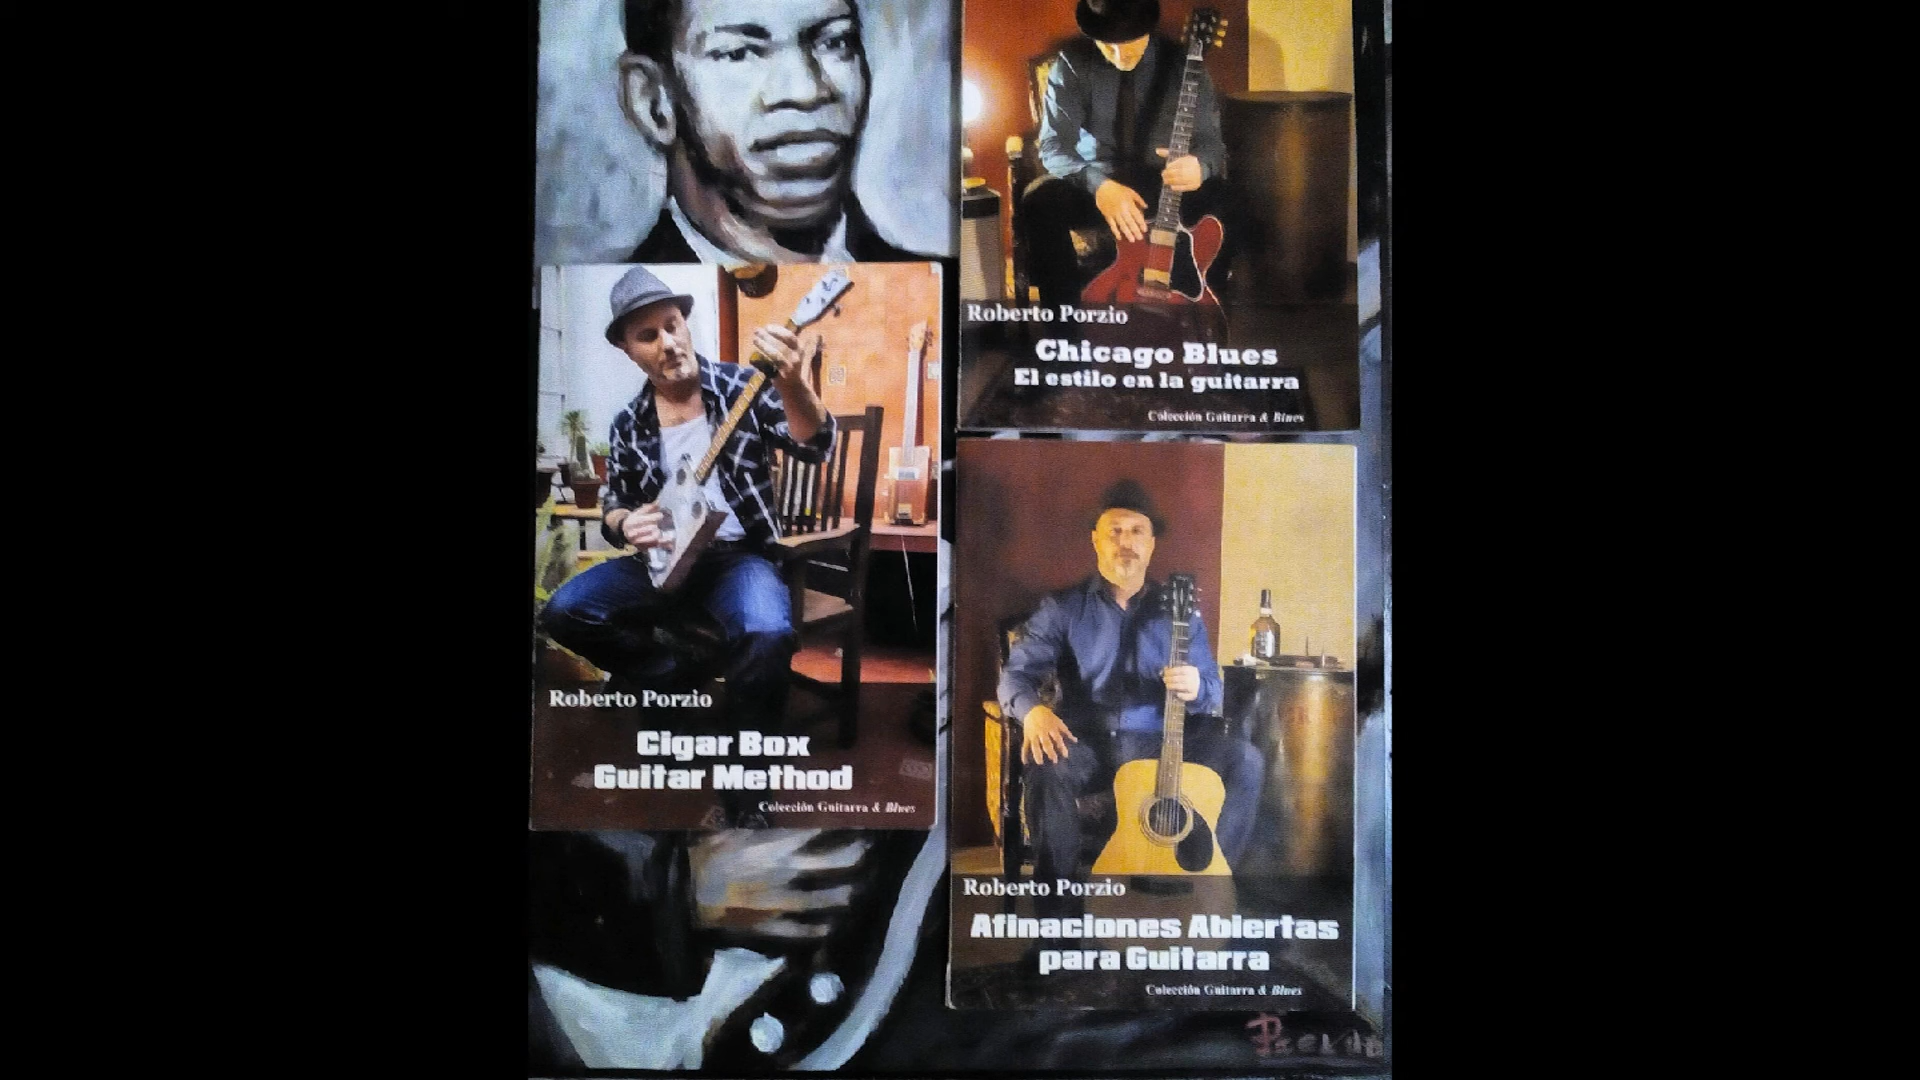 Roberto Porzio
Chicago Blues
El estilo en la guitarra
Colección Guitarra & Blues
Roberto Porzio
Cigar Box
Guitar Method
Colección Guitarra & Blues
Roberto Porzio
Afinaciones Abiertas
para Guitarra
Colección Guitarra & Blues